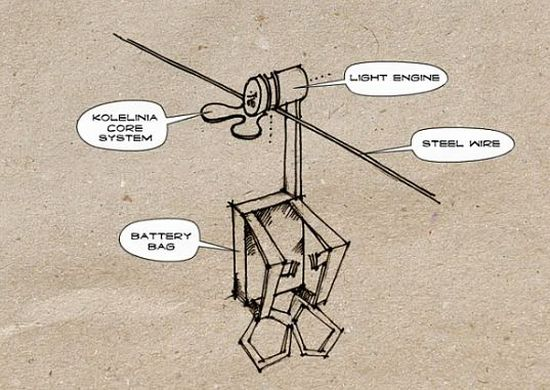 LIGHT ENGINE
KOLELINIA
CORE
SYSTEM
STEEL WIRE
BATTERY
BAG